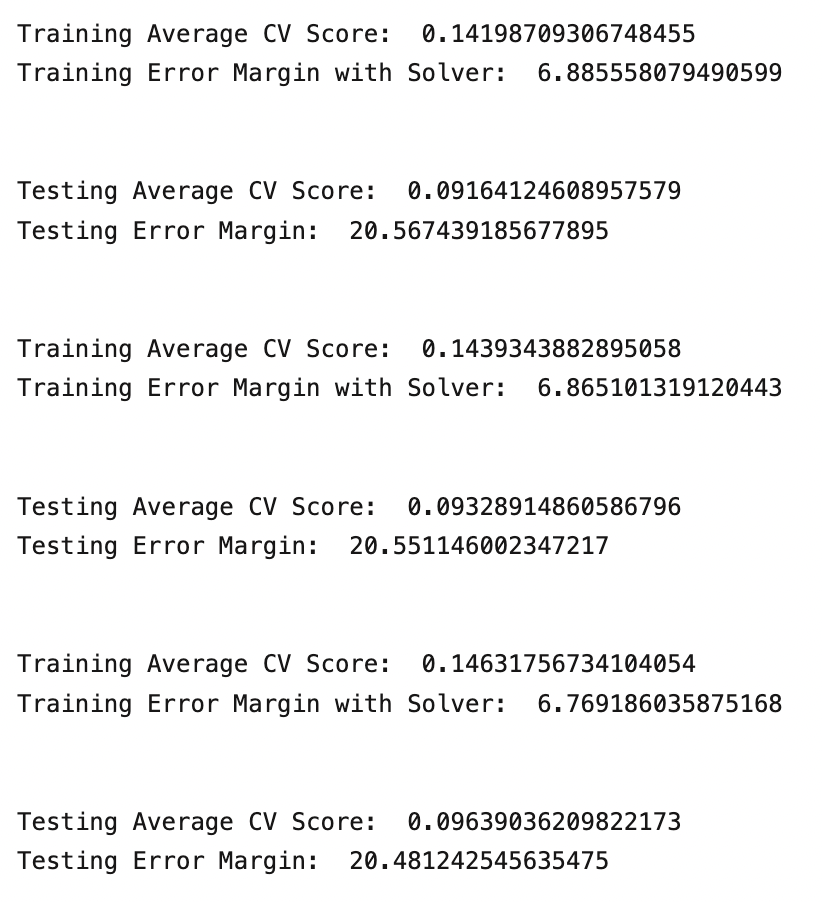 Training Average CV Score:  0.14198709306748455
Training Error Margin with Solver:  6.885558079490599
Testing Average CV Score:  0.09164124608957579
Testing Error Margin:  20.567439185677895
Training Average CV Score:  0.1439343882895058
Training Error Margin with Solver:  6.865101319120443
Testing Average CV Score:  0.09328914860586796
Testing Error Margin:  20.551146002347217
Training Average CV Score:  0.14631756734104054
Training Error Margin with Solver:  6.769186035875168
Testing Average CV Score:  0.09639036209822173
Testing Error Margin:  20.481242545635475